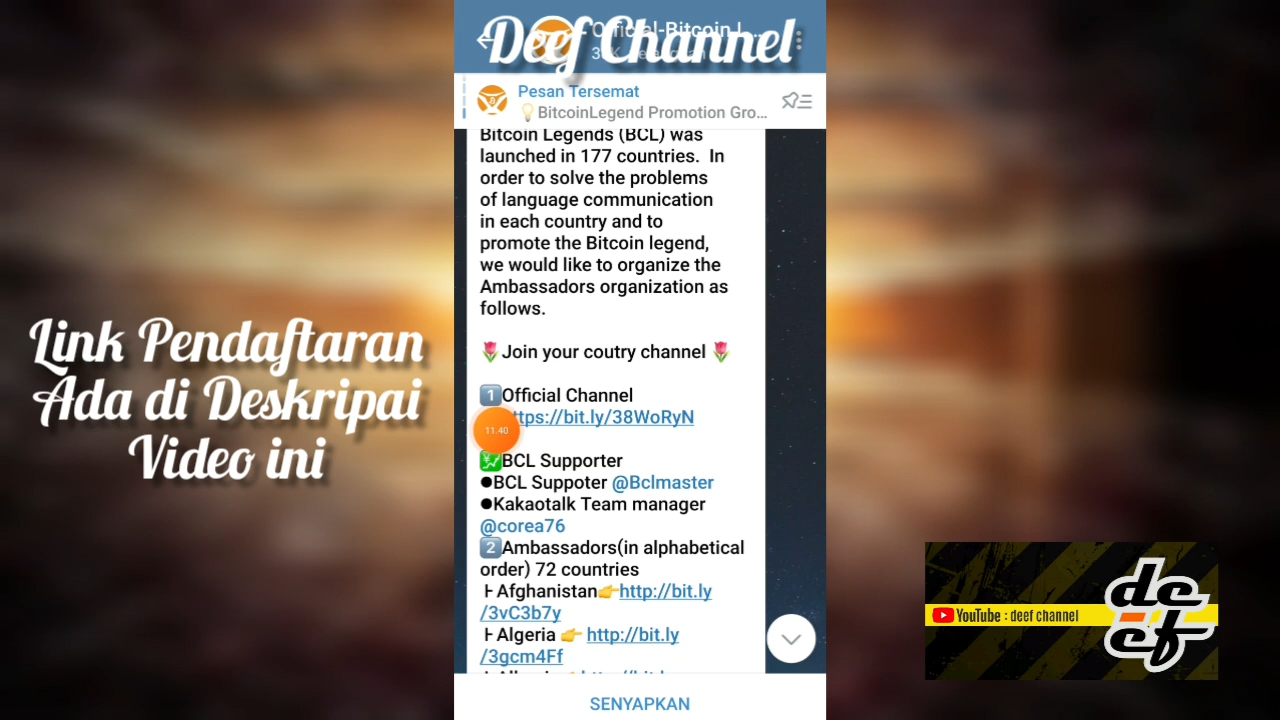 Deef Channel
Official-Bitcoin L...
Pesan Tersemat
💡BitcoinLegend Promotion Gro...
Bitcoin Legends (BCL) was
launched in 177 countries. In
order to solve the problems
of language communication
in each country and to
promote the Bitcoin legend,
we would like to organize the
Ambassadors organization as
follows.
🌷Join your coutry channel 🌷
1️⃣Official Channel
ttps://bit.ly/38WoRyN
11.40
💹BCL Supporter
●BCL Suppoter @Bclmaster
●Kakaotalk Team manager
@corea76
2️⃣Ambassadors(in alphabetical
order) 72 countries
┣Afghanistan👉http://bit.ly
/3vC3b7y
┣Algeria 👉 http://bit.ly
/3gcm4Ff
SENYAPKAN
Link Pendaftaran
Ada di Deskripai
Video ini
YouTube : deef channel
deef